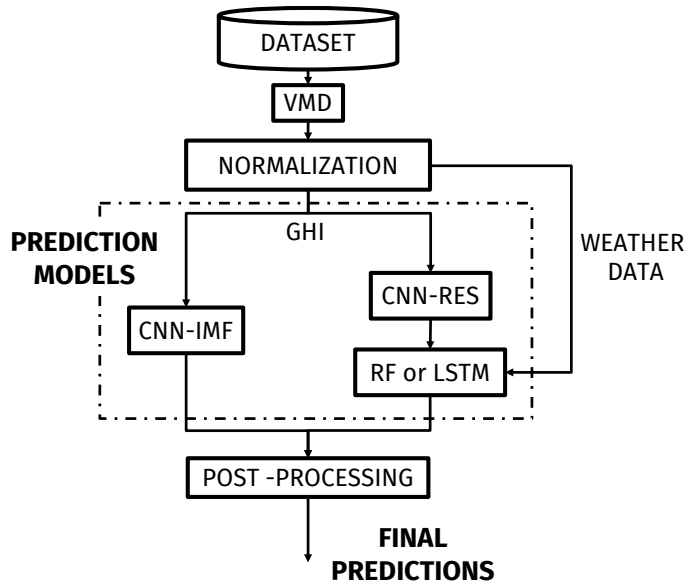 DATASET
VMD
NORMALIZATION
GHI
PREDICTION
MODELS
WEATHER
DATA
CNN-RES
CNN-IMF
RF or LSTM
POST -PROCESSING
FINAL
PREDICTIONS